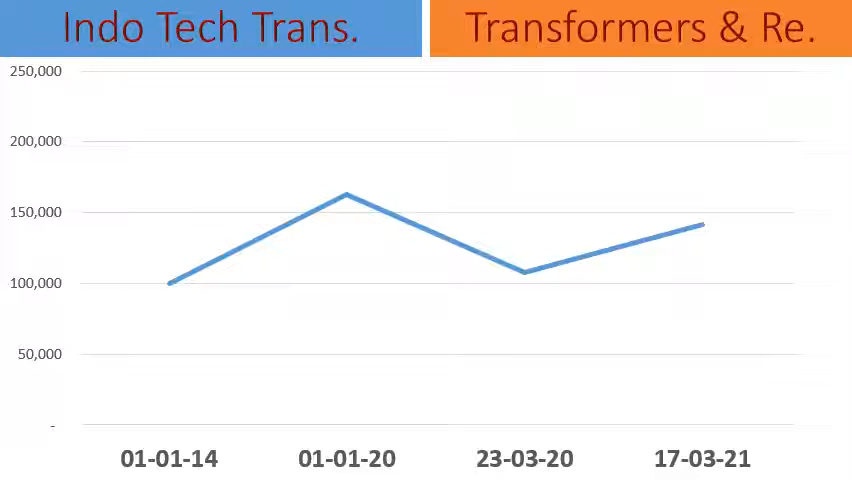 Indo Tech Trans.
Transformers & Re.
250,000
200,000
150,000
100,000
50,000
-
01-01-14 01-01-20 23-03-20 17-03-21